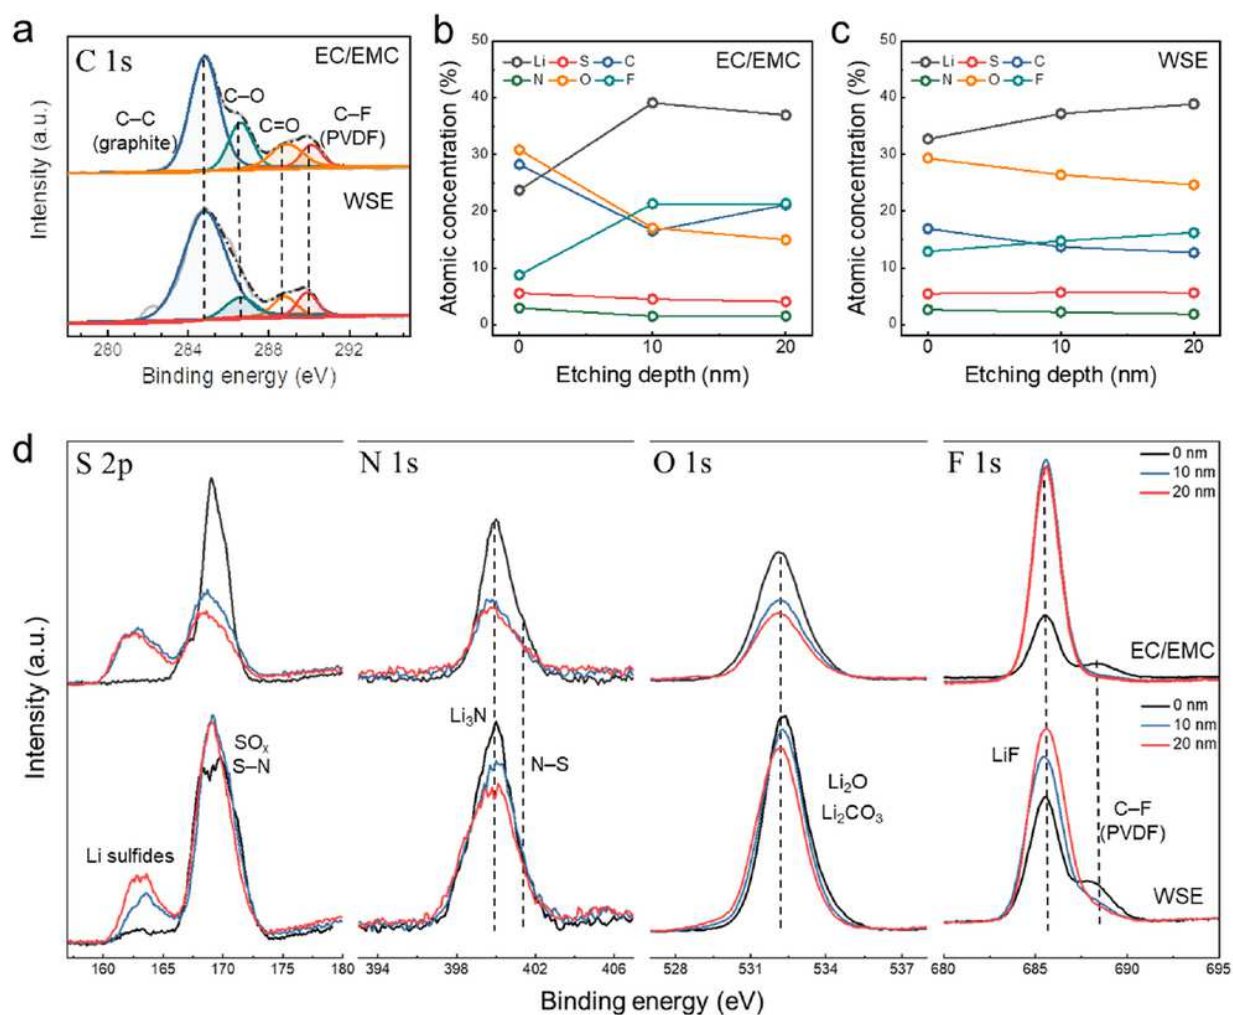 a
C 1s
EC/EMC
C–O
C–C
(graphite)
C=O
C–F
(PVDF)
WSE
Intensity (a.u.)
280
284
288
292
Binding energy (eV)
b
50
40
30
20
10
0
Li
S
C
N
O
F
EC/EMC
Atomic concentration (%)
0
10
20
Etching depth (nm)
c
50
40
30
20
10
0
Li
S
C
N
O
F
WSE
Atomic concentration (%)
0
10
20
Etching depth (nm)
d
S 2p
N 1s
O 1s
F 1s
0 nm
10 nm
20 nm
EC/EMC
0 nm
10 nm
20 nm
Li₃N
SOₓ
S–N
N–S
Li₂O
Li₂CO₃
LiF
C–F
(PVDF)
Li sulfides
WSE
Intensity (a.u.)
160
165
170
175
180
394
398
402
406
528
531
534
537
680
685
690
695
Binding energy (eV)